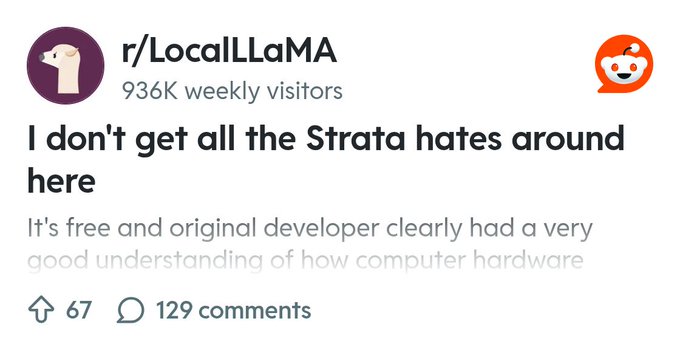 r/LocalLLaMA
936K weekly visitors
I don't get all the Strata hates around
here
It's free and original developer clearly had a very
good understanding of how computer hardware
67
129 comments